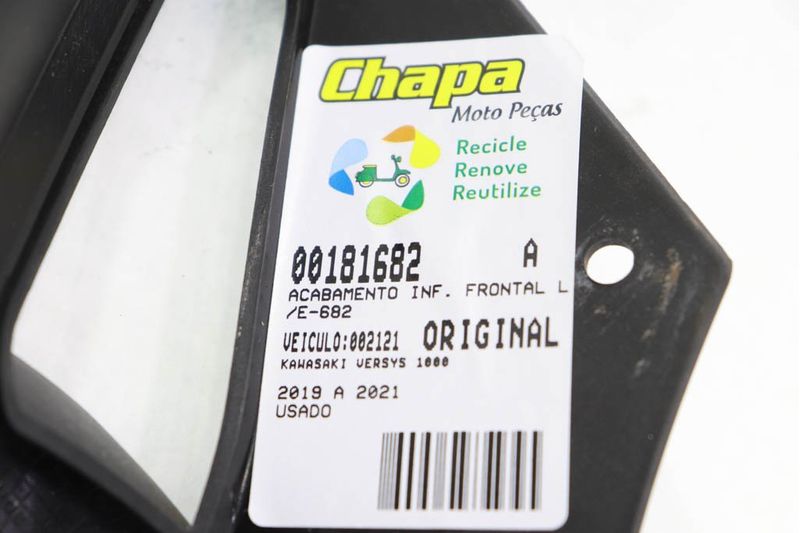 Chapa
Moto Peças
Recicle
Renove
Reutilize
00181682 A
ACABAMENTO INF. FRONTAL L
/E-682
VEICULO:002121 ORIGINAL
KAWASAKI VERSYS 1000
2019 A 2021
USADO